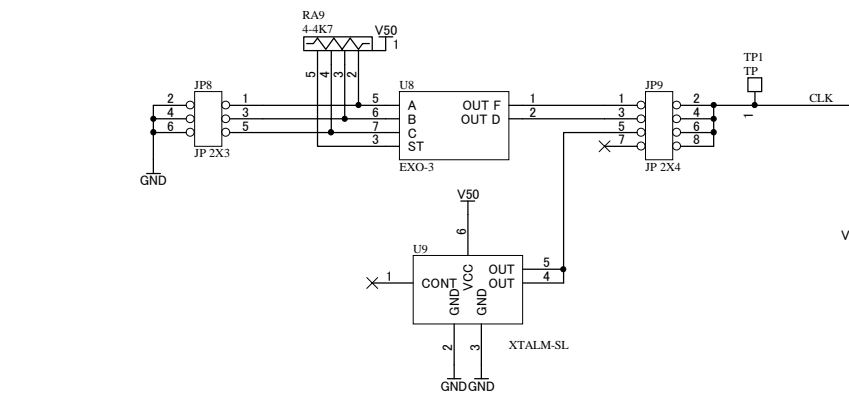 RA9
4-4K7
V50
1
5
4
3
2
TP1
TP
1
CLK
JP8
2
4
6
1
3
5
JP 2X3
GND
U8
5
6
7
3
A
B
C
ST
OUT F
OUT D
1
2
EXO-3
JP9
1
3
5
7
2
4
6
8
JP 2X4
V50
6
V
U9
1
CONT
VCC
GND
GND
OUT
OUT
5
4
2
3
XTALM-SL
GND
GND